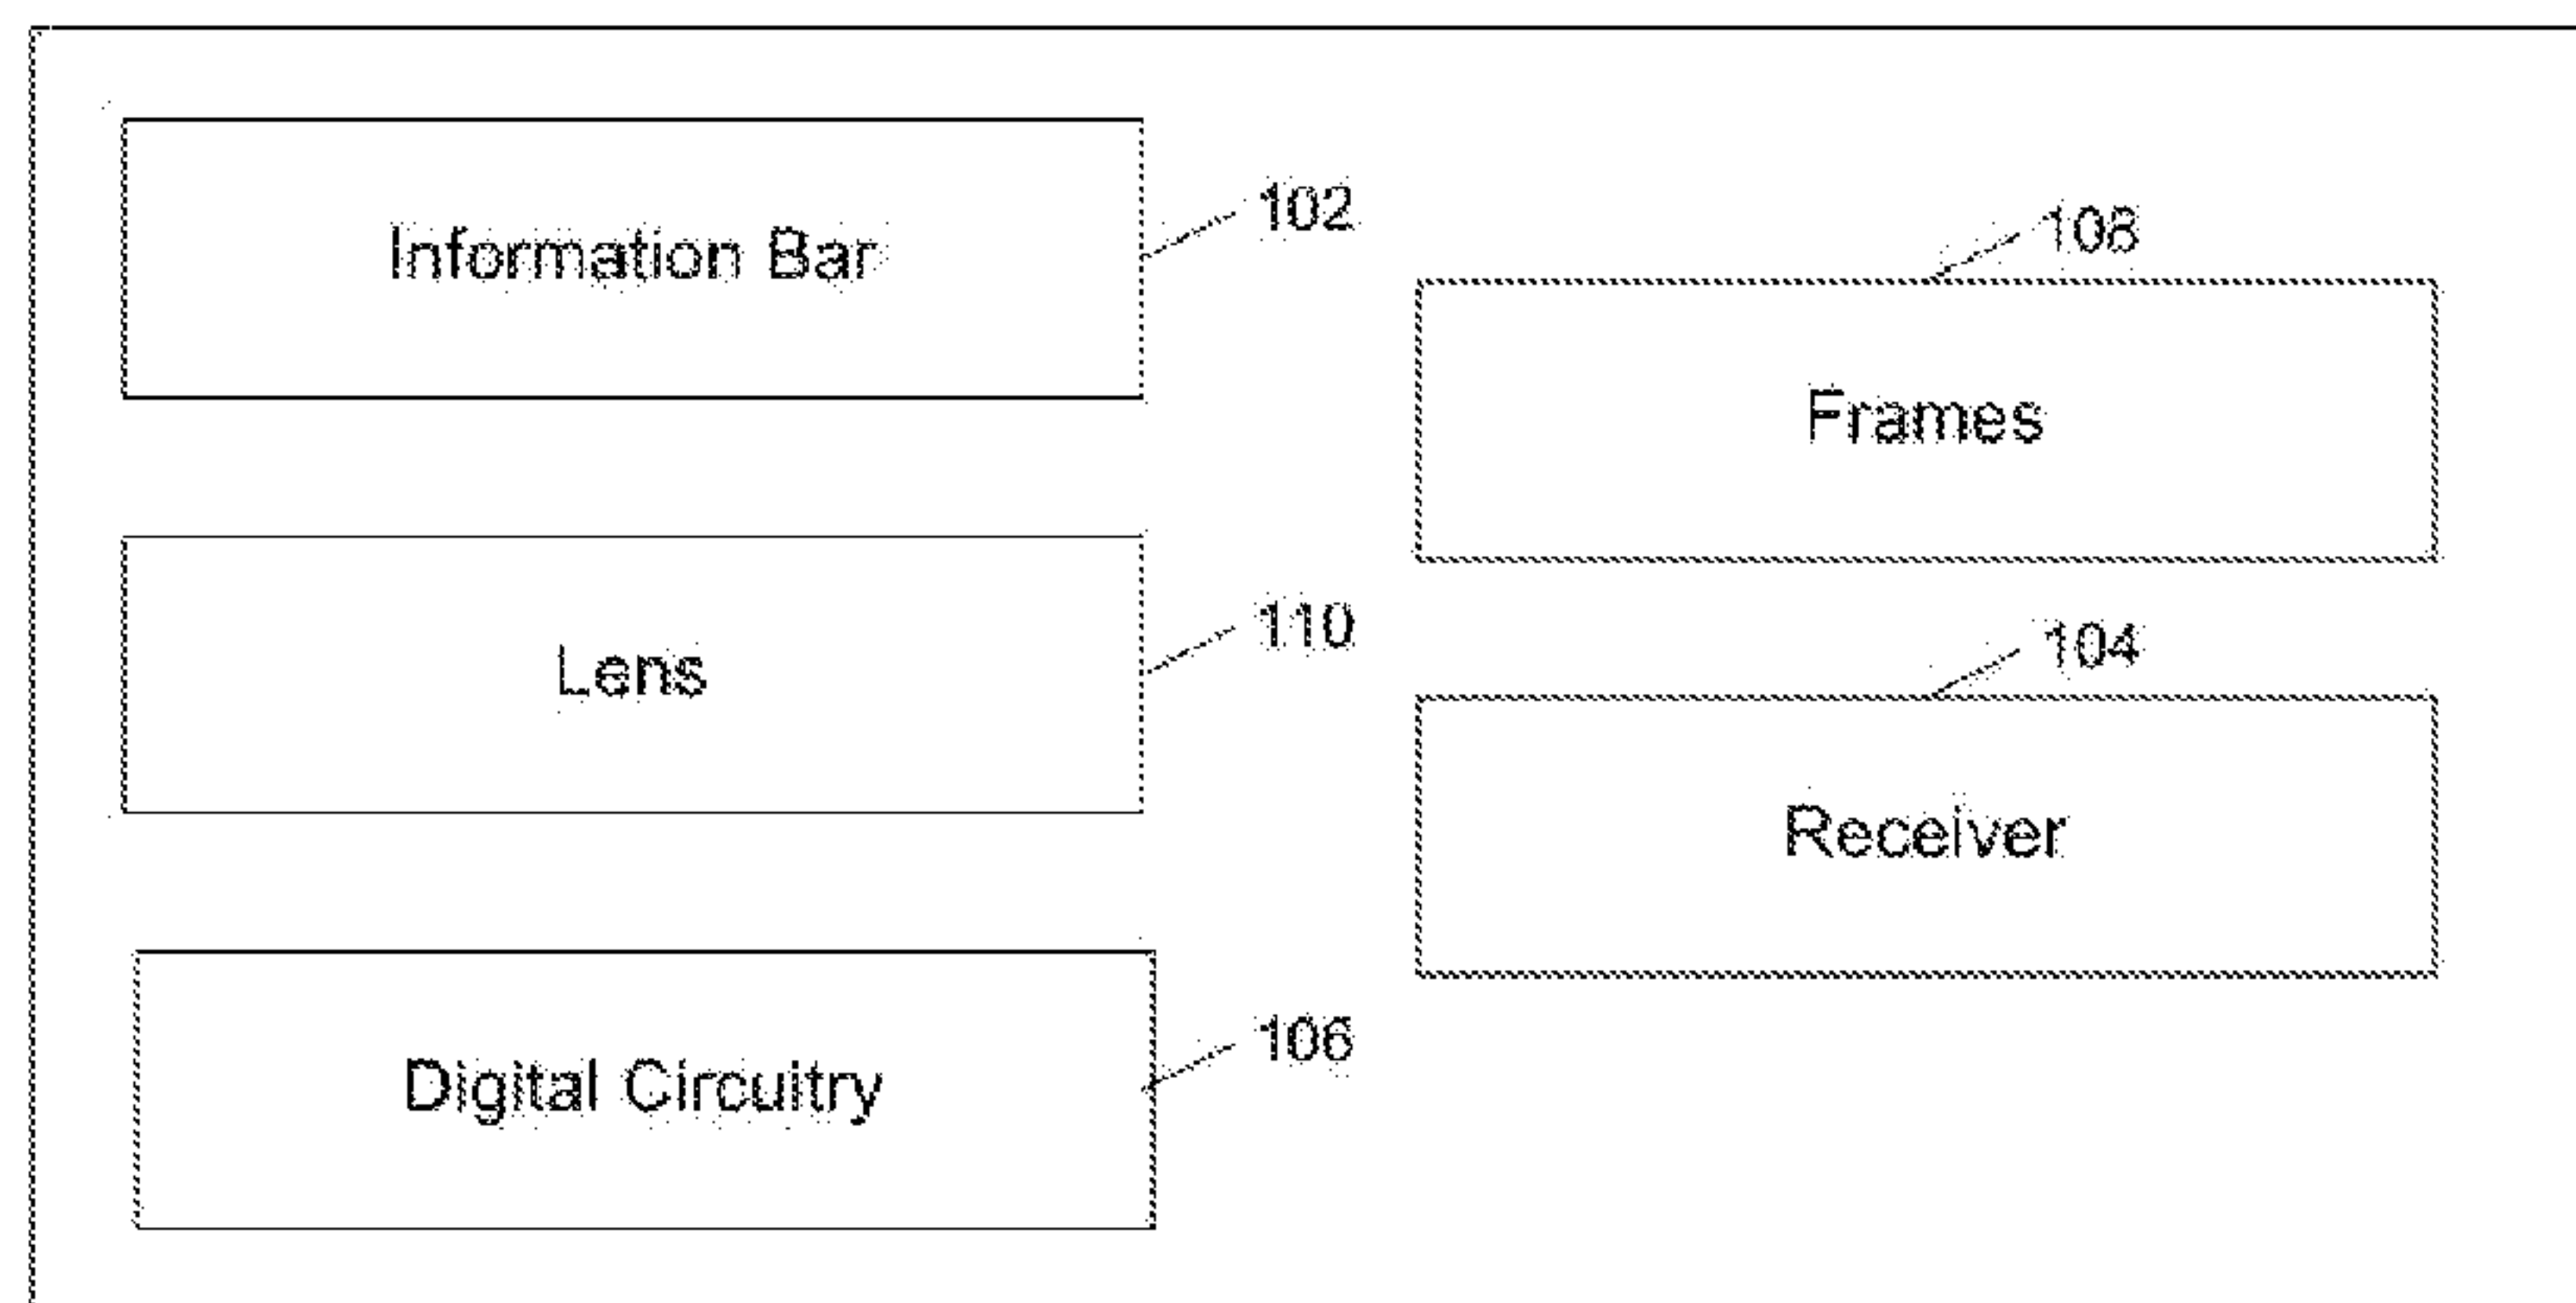 Information Bar
102
108
Frames
Lens
110
104
Receiver
Digital Circuitry
106